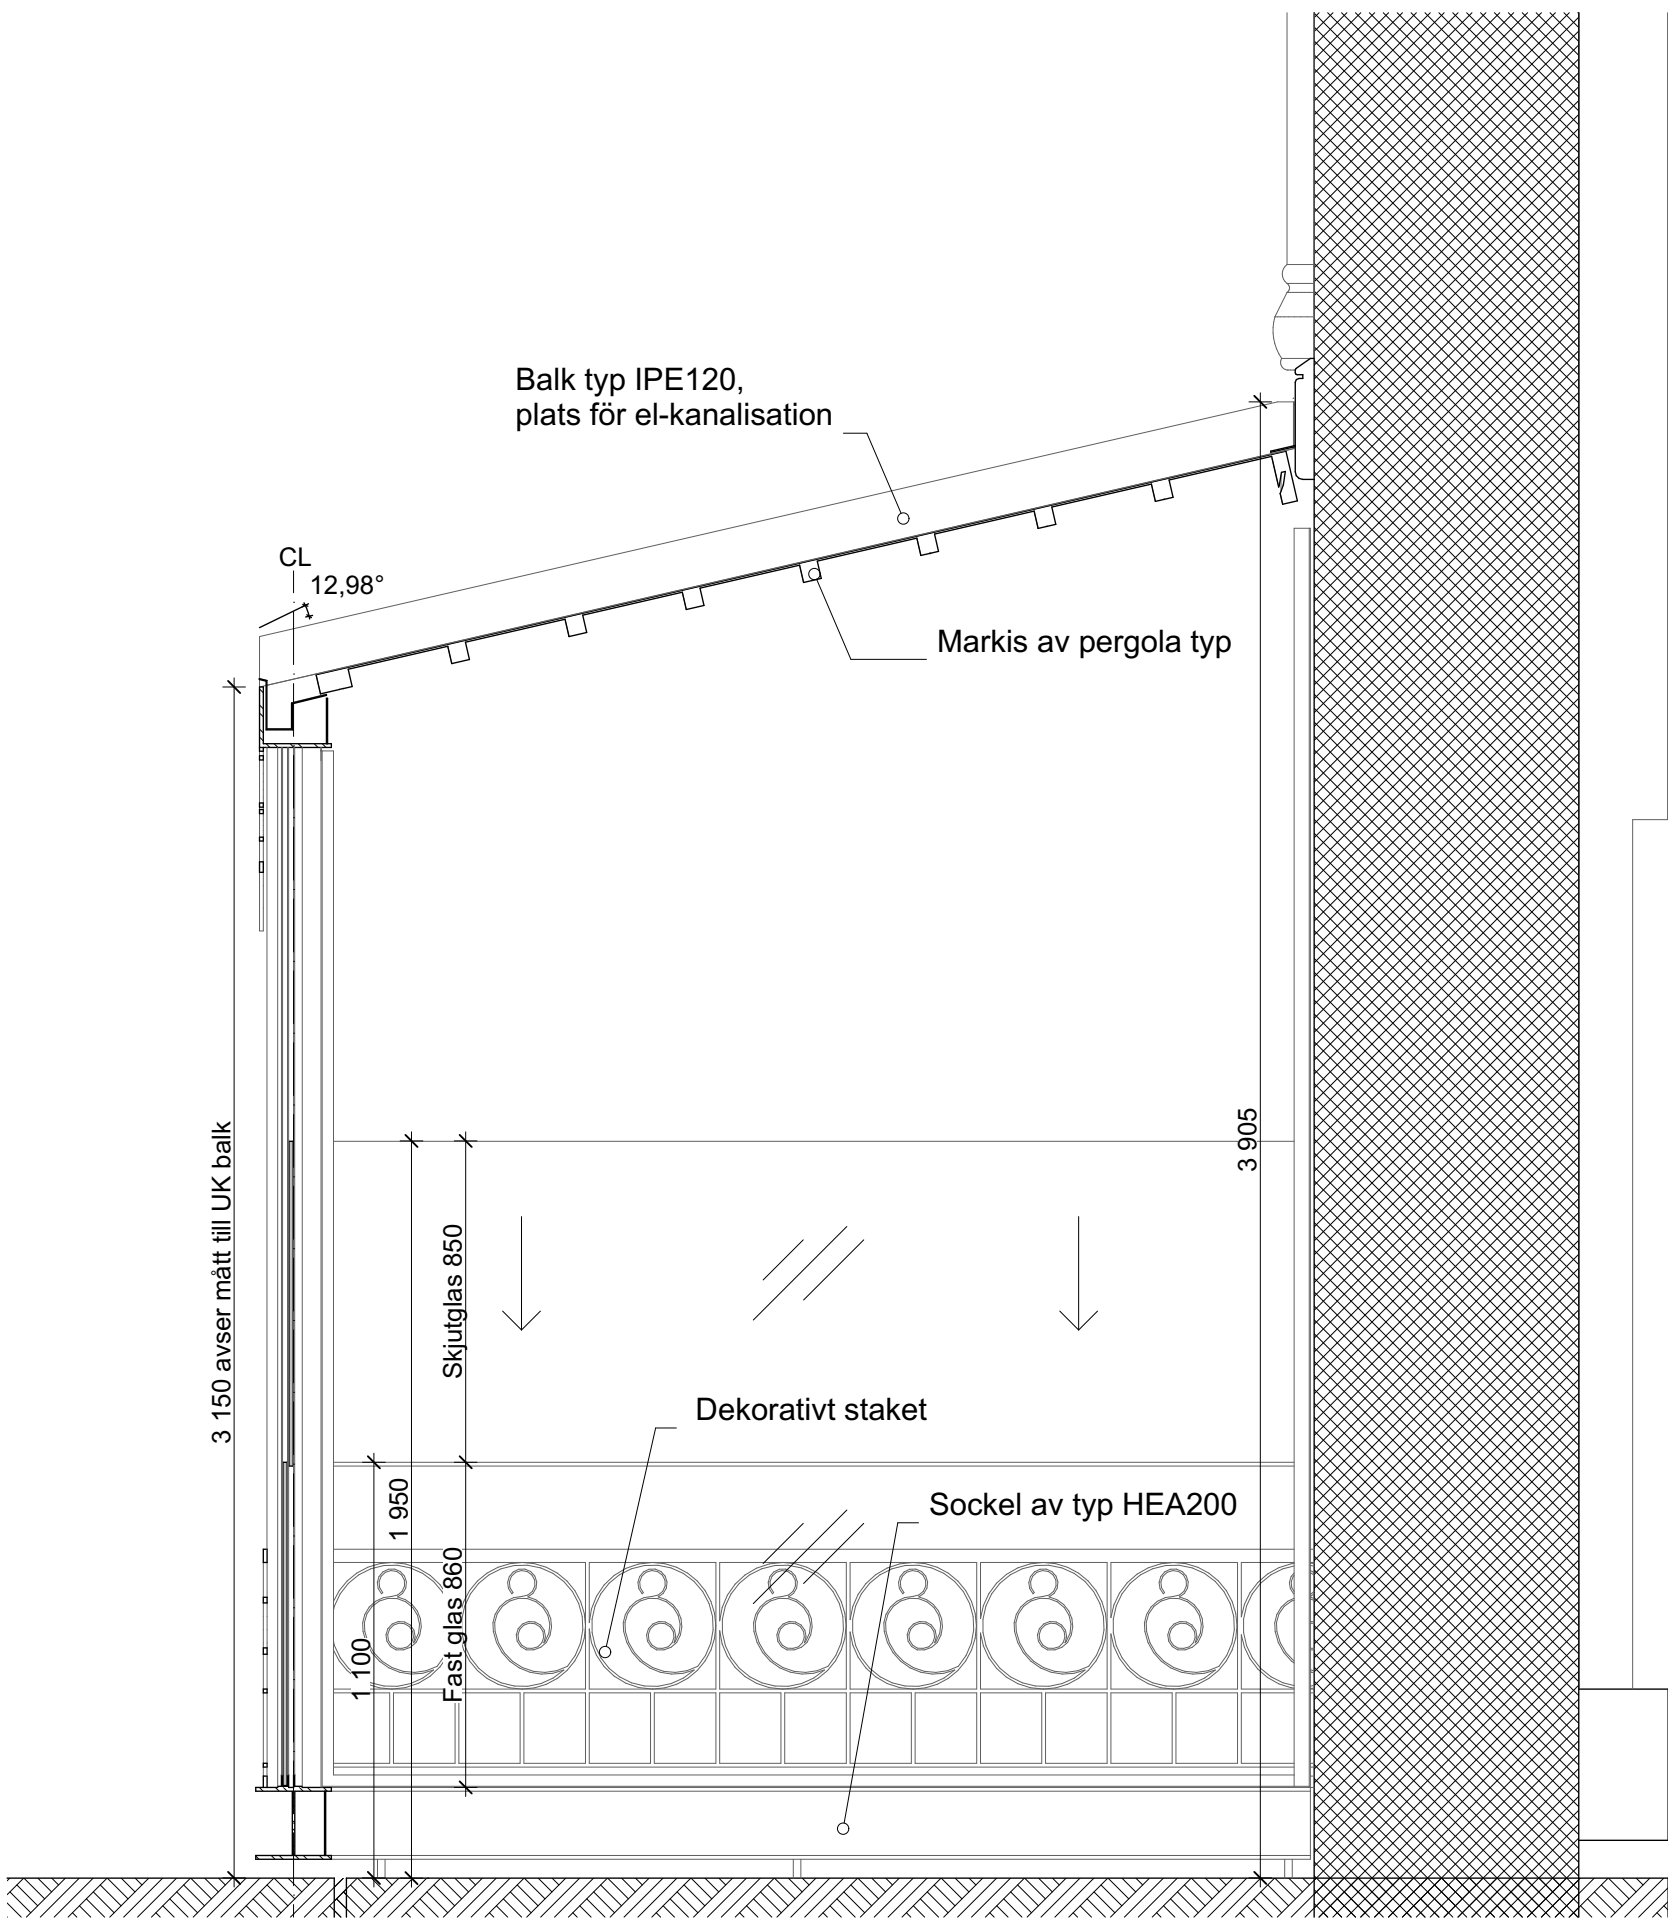 Balk typ IPE120,
plats för el-kanalisation
CL
12,98°
Markis av pergola typ
3 150 avser mått till UK balk
3 905
Skjutglas 850
Dekorativt staket
1 950
Sockel av typ HEA200
Fast glas 860
1 100